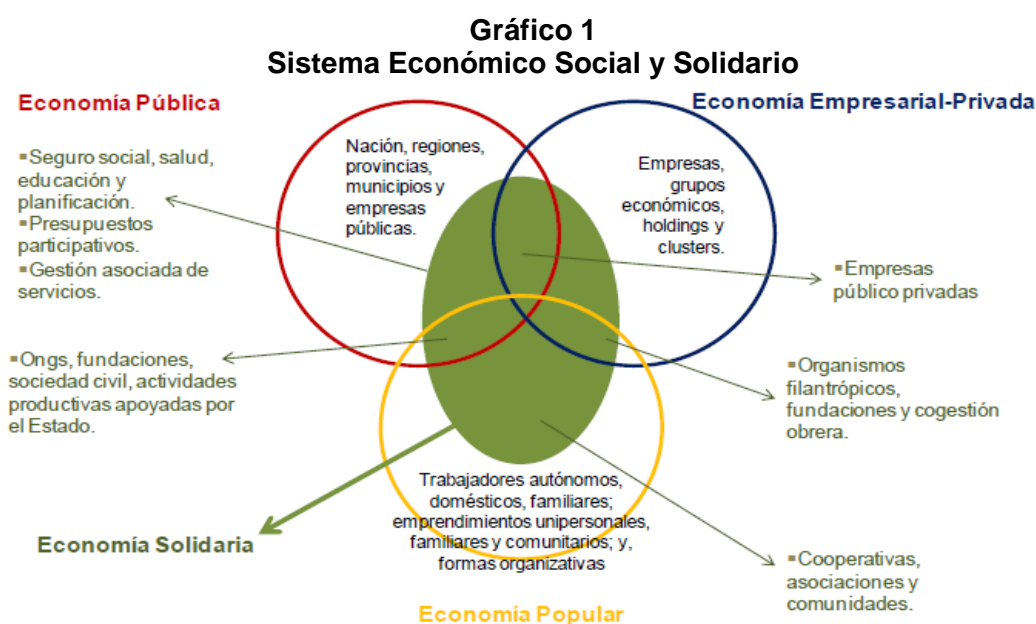 Gráfico 1
Sistema Económico Social y Solidario
Economía Pública
Economía Empresarial-Privada
▪Seguro social, salud,
educación y
planificación.
▪Presupuestos
participativos.
▪Gestión asociada de
servicios.
Nación, regiones,
provincias,
municipios y
empresas
públicas.
Empresas,
grupos
económicos,
holdings y
clusters.
▪Empresas
público privadas
▪Ongs, fundaciones,
sociedad civil, actividades
productivas apoyadas por
el Estado.
▪Organismos
filantrópicos,
fundaciones y cogestión
obrera.
Trabajadores autónomos,
domésticos, familiares;
emprendimientos unipersonales,
familiares y comunitarios; y,
formas organizativas
Economía Solidaria
▪Cooperativas,
asociaciones y
comunidades.
Economía Popular